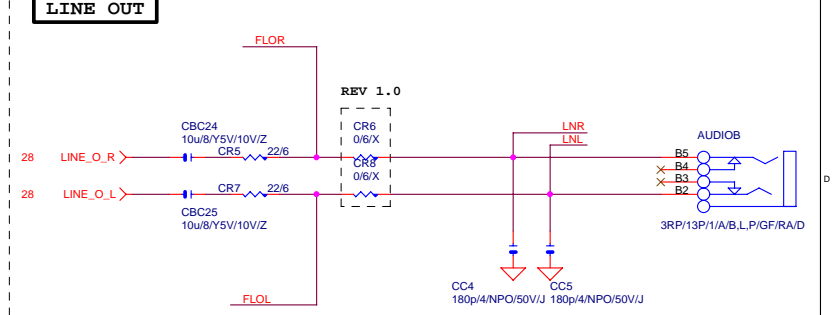 LINE OUT
FLOR
REV 1.0
CBC24
10u/8/Y5V/10V/Z
CR6
0/6/X
LNR
AUDIOB
28 LINE_O_R CR5 22/6 B5
LNL
CR8
0/6/X
B4
B3
28 LINE_O_L CR7 22/6 B2
D
CBC25
10u/8/Y5V/10V/Z
3RP/13P/1/A/B,L,P/GF/RA/D
CC4
180p/4/NPO/50V/J
CC5
180p/4/NPO/50V/J
FLOL